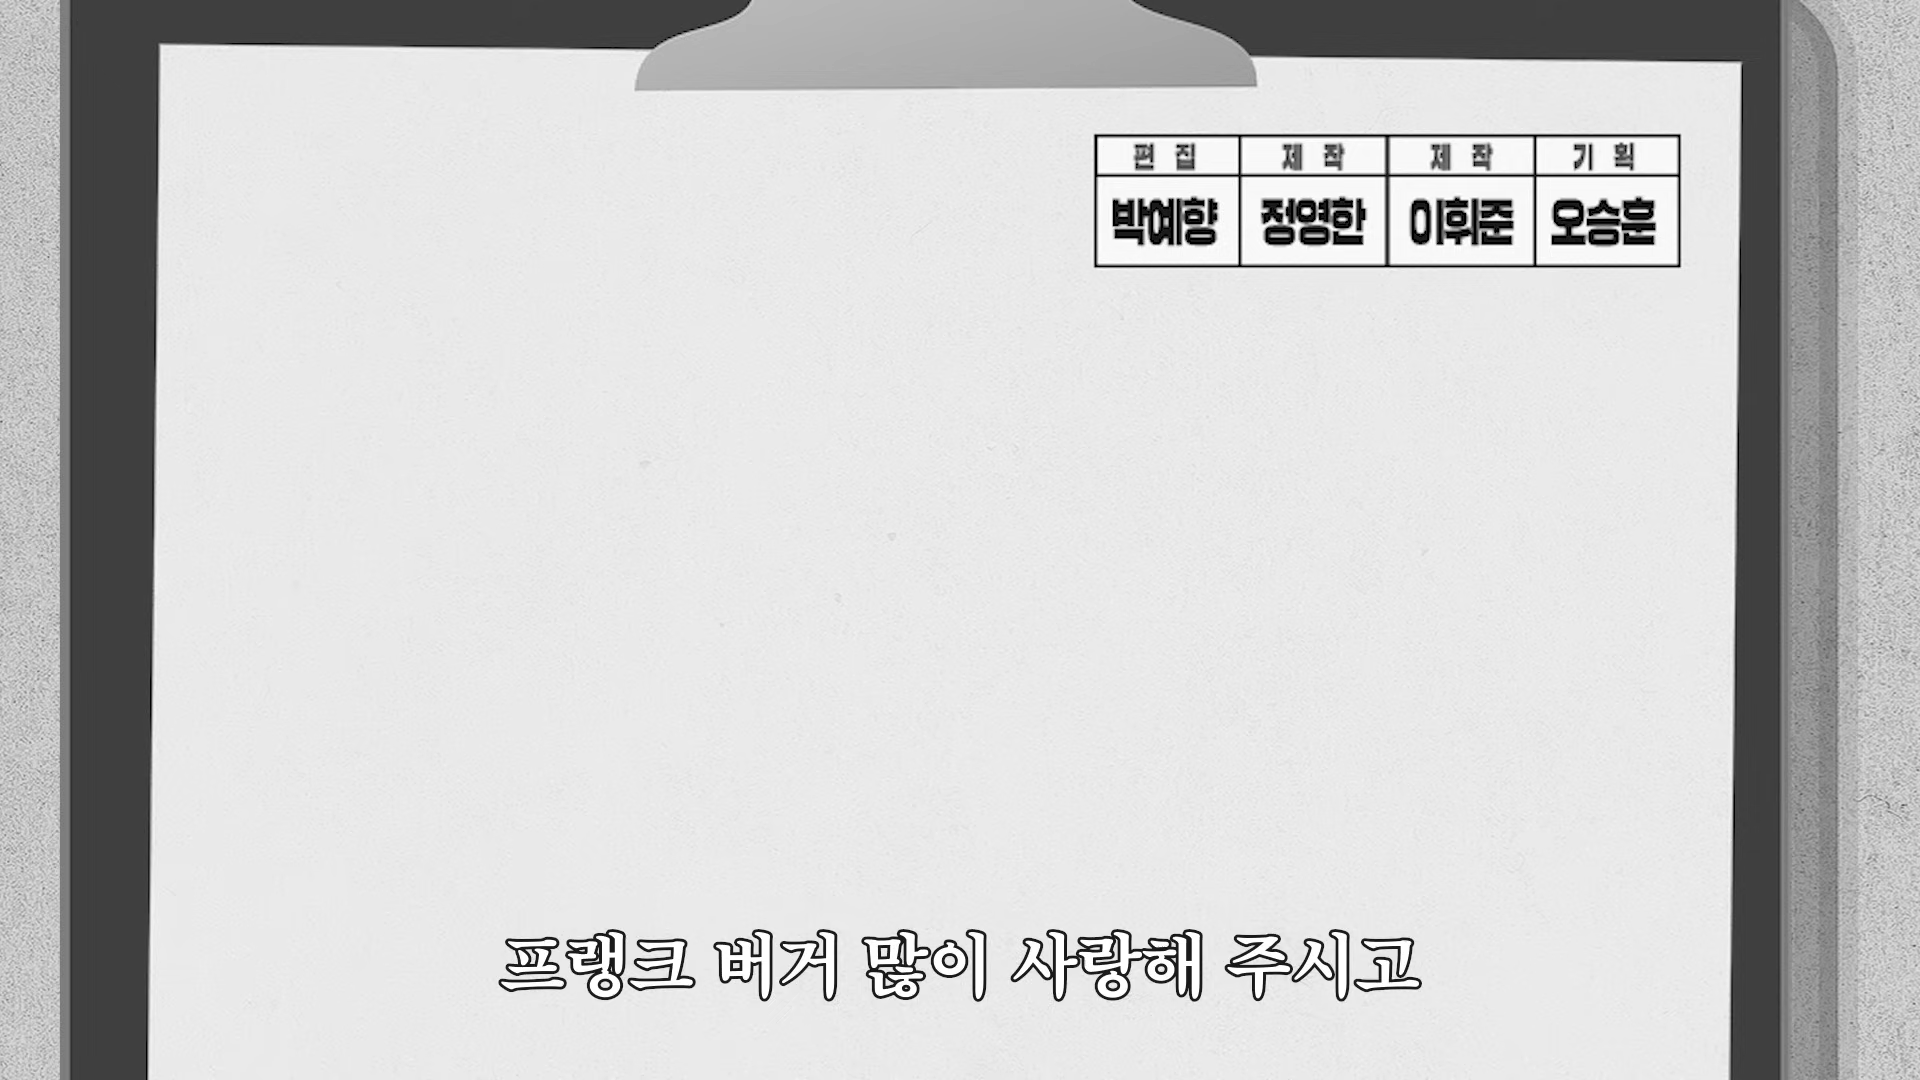 편 집 제 작 제 작 기 획
박예향 정영한 이휘준 오승훈
프랭크 버거 많이 사랑해 주시고